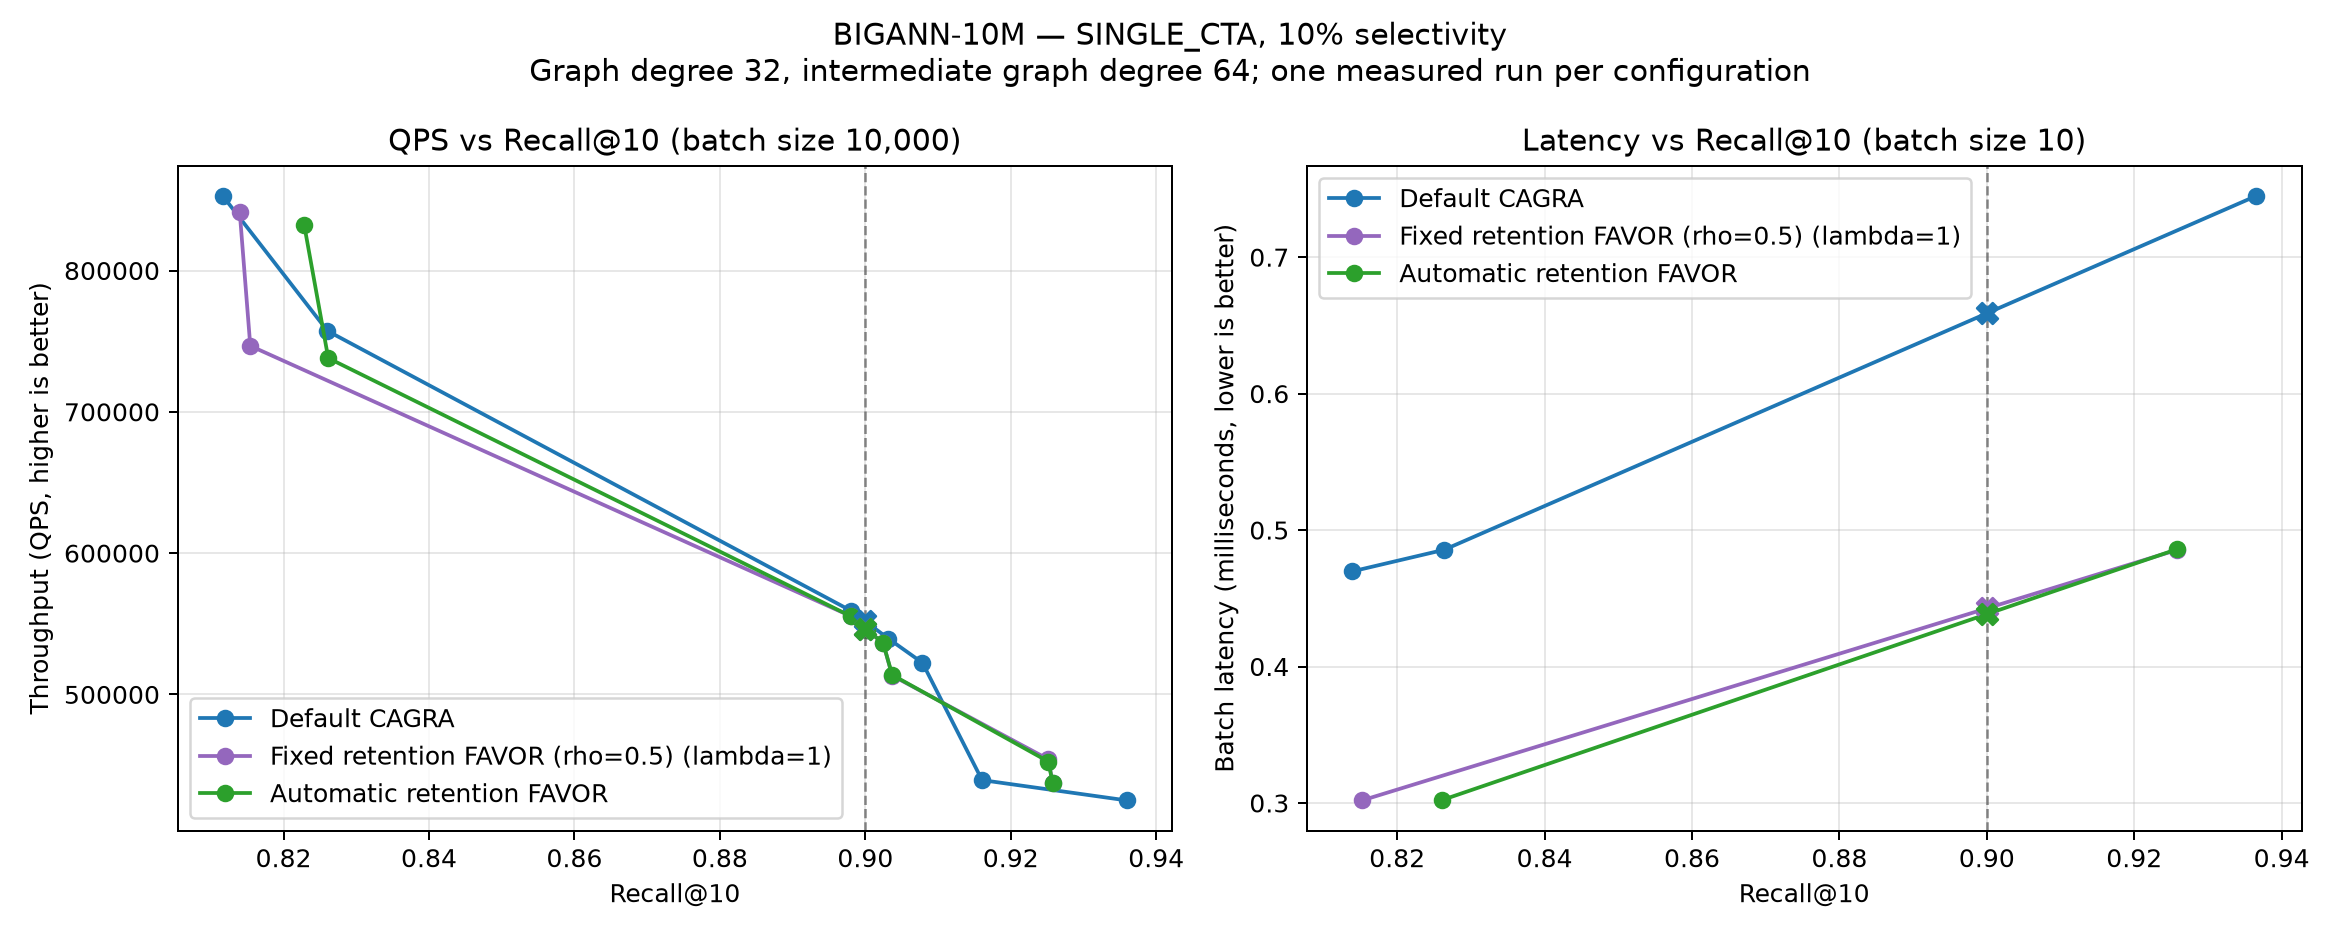 BIGANN-10M — SINGLE_CTA, 10% selectivity
Graph degree 32, intermediate graph degree 64; one measured run per configuration
QPS vs Recall@10 (batch size 10,000)
Throughput (QPS, higher is better)
800000
700000
600000
500000
Default CAGRA
Fixed retention FAVOR (rho=0.5) (lambda=1)
Automatic retention FAVOR
0.82 0.84 0.86 0.88 0.90 0.92 0.94
Recall@10
Latency vs Recall@10 (batch size 10)
Batch latency (milliseconds, lower is better)
Default CAGRA
Fixed retention FAVOR (rho=0.5) (lambda=1)
Automatic retention FAVOR
0.7
0.6
0.5
0.4
0.3
0.82 0.84 0.86 0.88 0.90 0.92 0.94
Recall@10